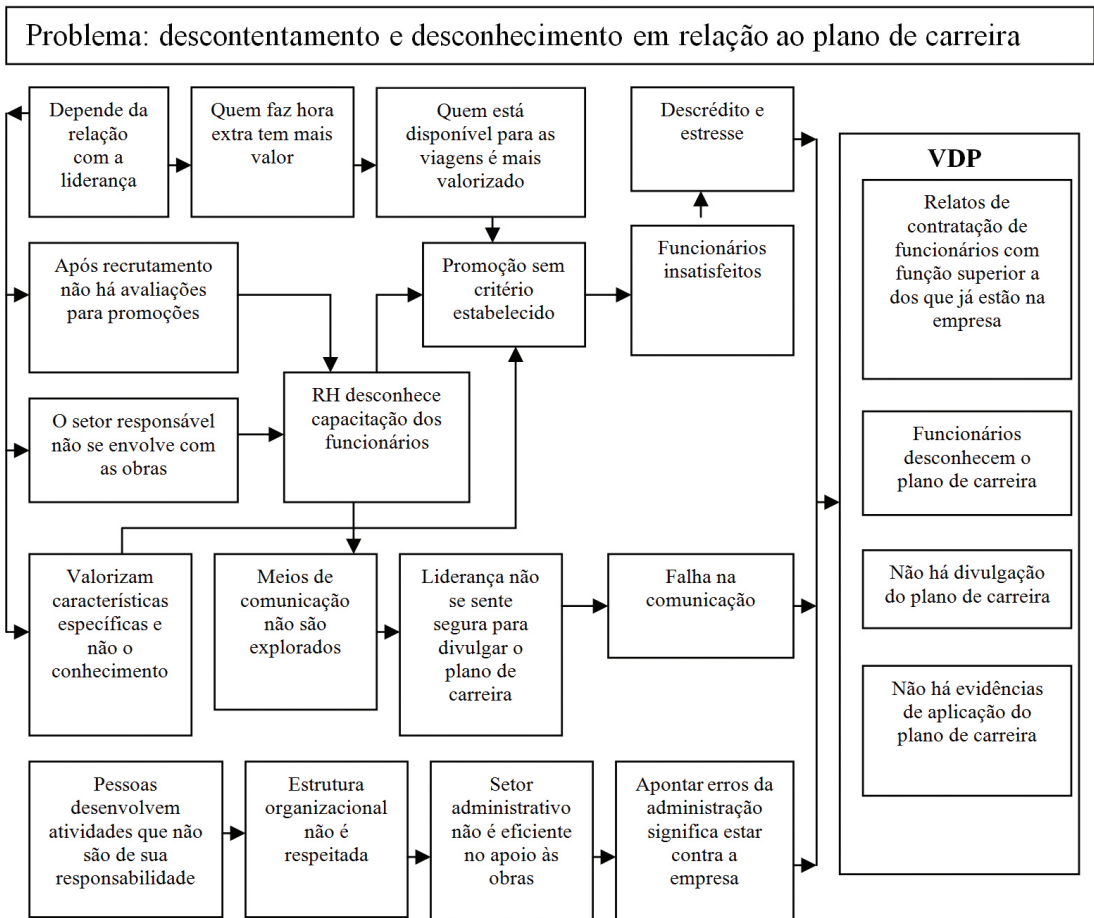 Problema: descontentamento e desconhecimento em relação ao plano de carreira
Depende da
relação
com a
liderança
Quem faz hora
extra tem mais
valor
Quem está
disponível para as
viagens é mais
valorizado
Descrédito e
estresse
VDP
Relatos de
contratação de
funcionários com
função superior a
dos que já estão na
empresa
Após recrutamento
não há avaliações
para promoções
Promoção sem
critério
estabelecido
Funcionários
insatisfeitos
O setor responsável
não se envolve com
as obras
RH desconhece
capacitação dos
funcionários
Funcionários
desconhecem o
plano de carreira
Valorizam
características
específicas e
não o
conhecimento
Meios de
comunicação
não são
explorados
Liderança não
se sente
segura para
divulgar o
plano de
carreira
Falha na
comunicação
Não há divulgação
do plano de carreira
Não há evidências
de aplicação do
plano de carreira
Pessoas
desenvolvem
atividades que não
são de sua
responsabilidade
Estrutura
organizacional
não é
respeitada
Setor
administrativo
não é eficiente
no apoio às
obras
Apontar erros da
administração
significa estar
contra a
empresa